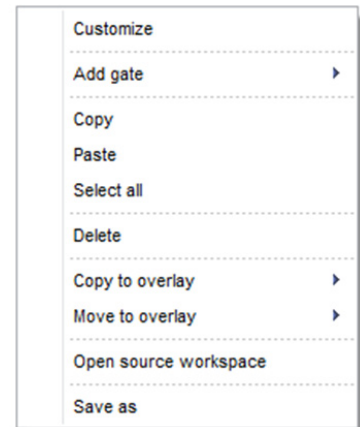 Customize
Add gate
Copy
Paste
Select all
Delete
Copy to overlay
Move to overlay
Open source workspace
Save as